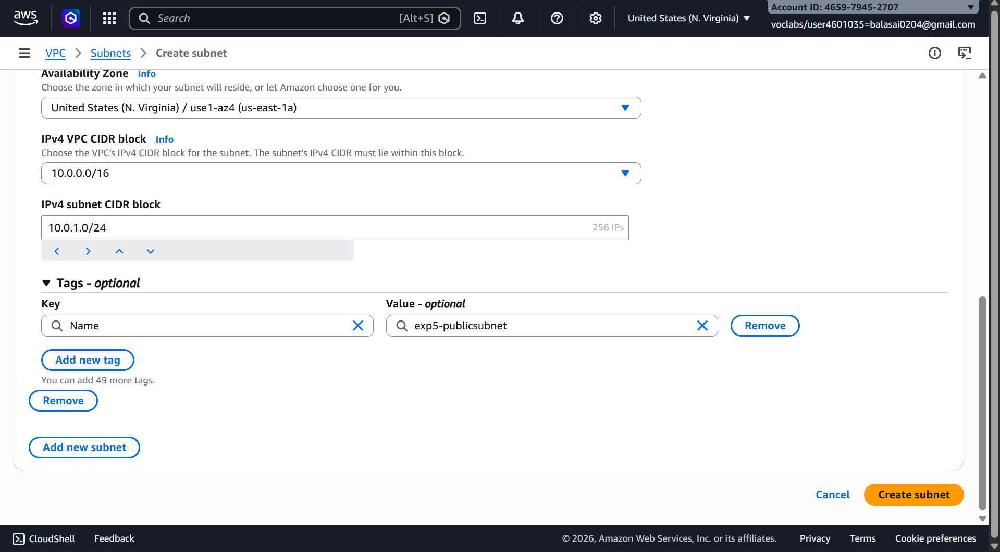 aws
Search
[Alt+S]
United States (N. Virginia)
Account ID: 4659-7945-2707
voclabs/user4601035=balasai0204@gmail.com
VPC
Subnets
Create subnet
Availability Zone Info
Choose the zone in which your subnet will reside, or let Amazon choose one for you.
United States (N. Virginia) / use1-az4 (us-east-1a)
IPv4 VPC CIDR block Info
Choose the VPC's IPv4 CIDR block for the subnet. The subnet's IPv4 CIDR must lie within this block.
10.0.0.0/16
IPv4 subnet CIDR block
10.0.1.0/24 256 IPs
Tags - optional
Key Value - optional
Name exp5-publicsubnet Remove
Add new tag
You can add 49 more tags.
Remove
Add new subnet
Cancel Create subnet
CloudShell Feedback © 2026, Amazon Web Services, Inc. or its affiliates. Privacy Terms Cookie preferences